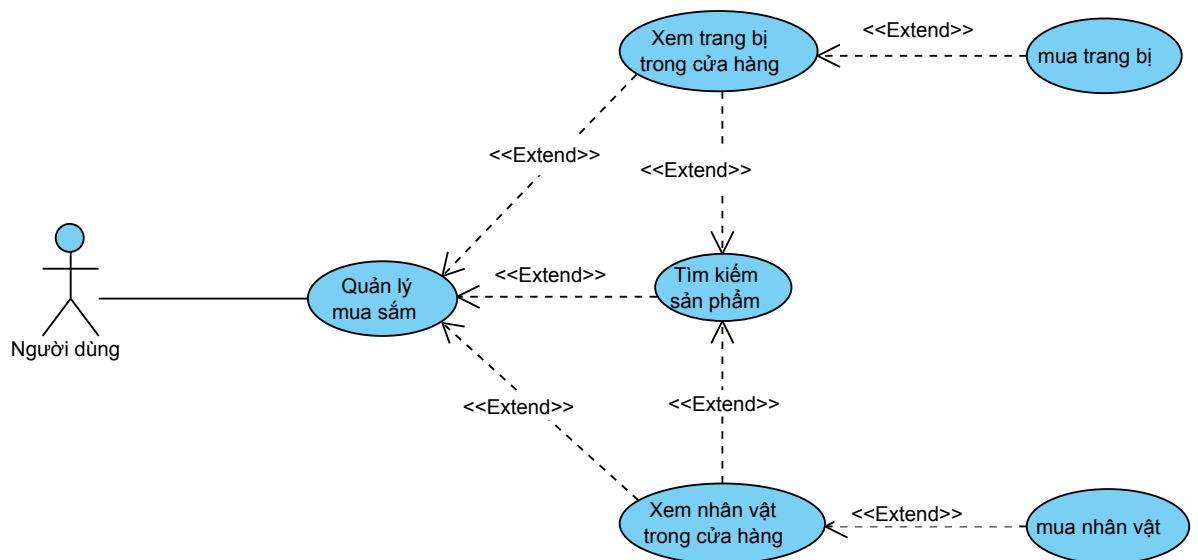 <<Extend>>
Xem trang bị
trong cửa hàng
mua trang bị
<<Extend>>
<<Extend>>
Quản lý
mua sắm
<<Extend>>
Tìm kiếm
sản phẩm
Người dùng
<<Extend>>
<<Extend>>
Xem nhân vật
trong cửa hàng
<<Extend>>
mua nhân vật